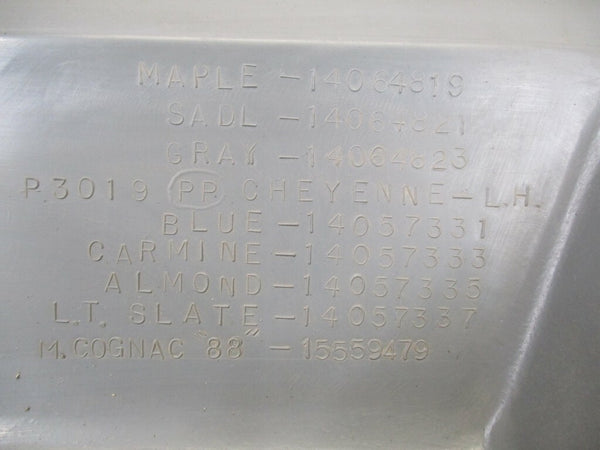 MAPLE -14064819
SADL -14064821
GRAY -14064823
P.3019 PP CHEYENNE-L.H.
BLUE -14057331
CARMINE -14057333
ALMOND -14057335
L.T. SLATE -14057337
M.COGNAC "88" -15559479